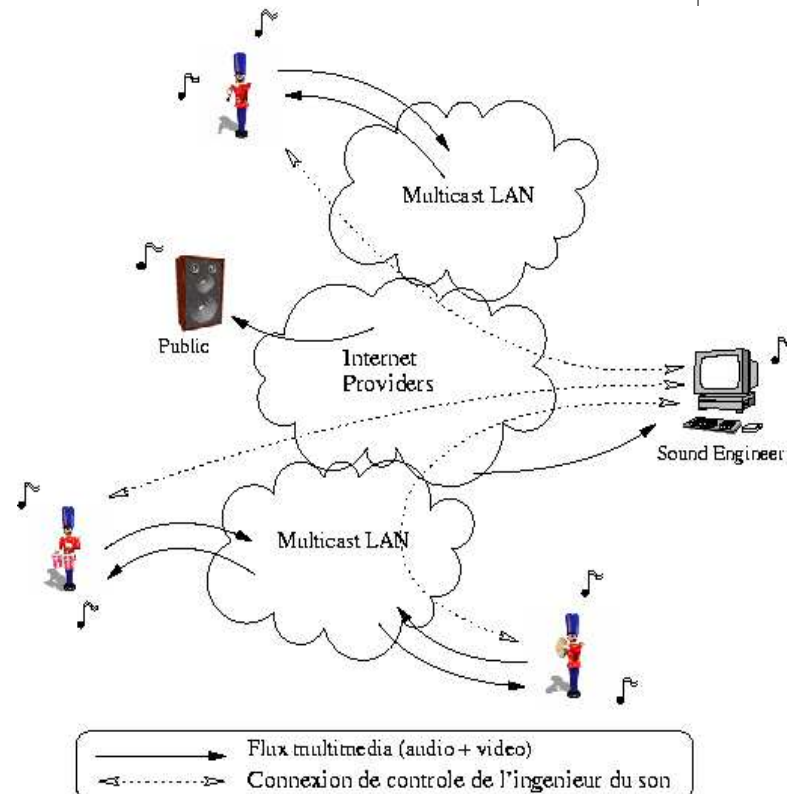 Multicast LAN
Public
Internet
Providers
Sound Engineer
Multicast LAN
Flux multimedia (audio + video)
Connexion de controle de l'ingenieur du son